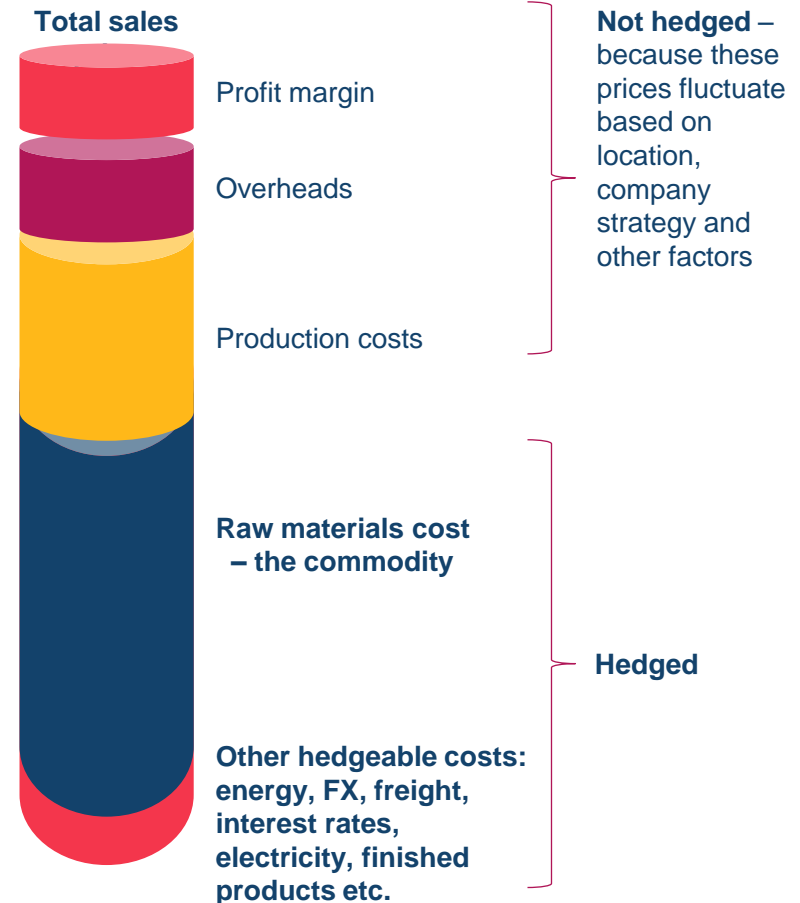 Total sales
Profit margin
Overheads
Production costs
Not hedged –
because these
prices fluctuate
based on
location,
company
strategy and
other factors
Raw materials cost
– the commodity
Hedged
Other hedgeable costs:
energy, FX, freight,
interest rates,
electricity, finished
products etc.